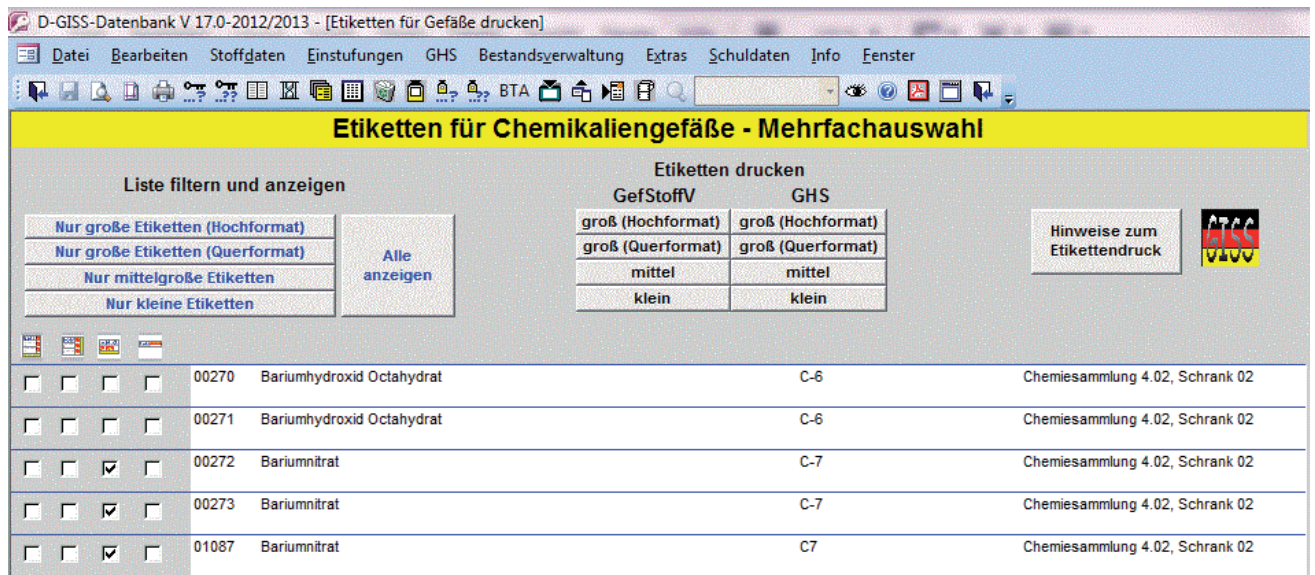 D-GISS-Datenbank V 17.0-2012/2013 - [Etiketten für Gefäße drucken]
Datei Bearbeiten Stoffdaten Einstufungen GHS Bestandsverwaltung Extras Schuldaten Info Fenster
BTA
Etiketten für Chemikaliengefäße - Mehrfachauswahl
Liste filtern und anzeigen
Nur große Etiketten (Hochformat)
Nur große Etiketten (Querformat)
Nur mittelgroße Etiketten
Nur kleine Etiketten
Alle
anzeigen
Etiketten drucken
GefStoffV GHS
groß (Hochformat) groß (Hochformat)
groß (Querformat) groß (Querformat)
mittel mittel
klein klein
Hinweise zum
Etikettendruck
GISS
00270 Bariumhydroxid Octahydrat C-6 Chemiesammlung 4.02, Schrank 02
00271 Bariumhydroxid Octahydrat C-6 Chemiesammlung 4.02, Schrank 02
00272 Bariumnitrat C-7 Chemiesammlung 4.02, Schrank 02
00273 Bariumnitrat C-7 Chemiesammlung 4.02, Schrank 02
01087 Bariumnitrat C7 Chemiesammlung 4.02, Schrank 02